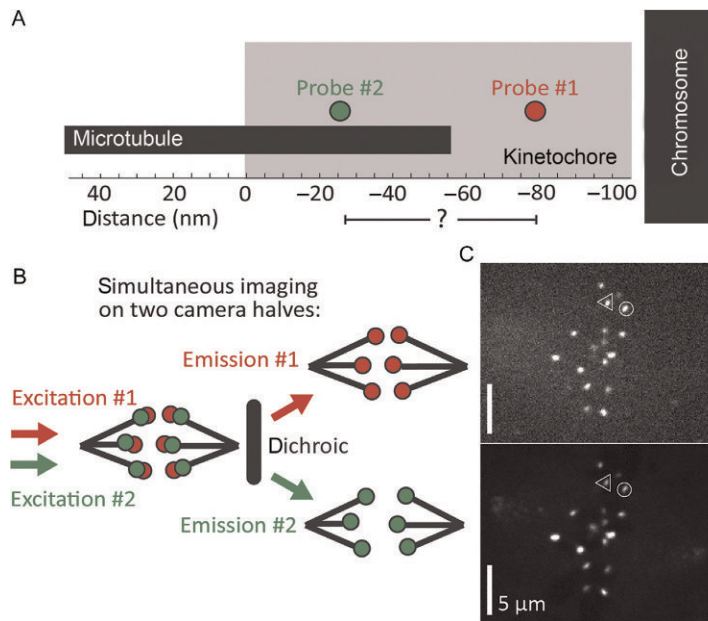 A
Probe #2
Probe #1
Microtubule
Kinetochore
Chromosome
40 20 0 −20 −40 −60 −80 −100
Distance (nm)
?
B
Simultaneous imaging
on two camera halves:
Emission #1
Excitation #1
Dichroic
Excitation #2
Emission #2
C
5 μm